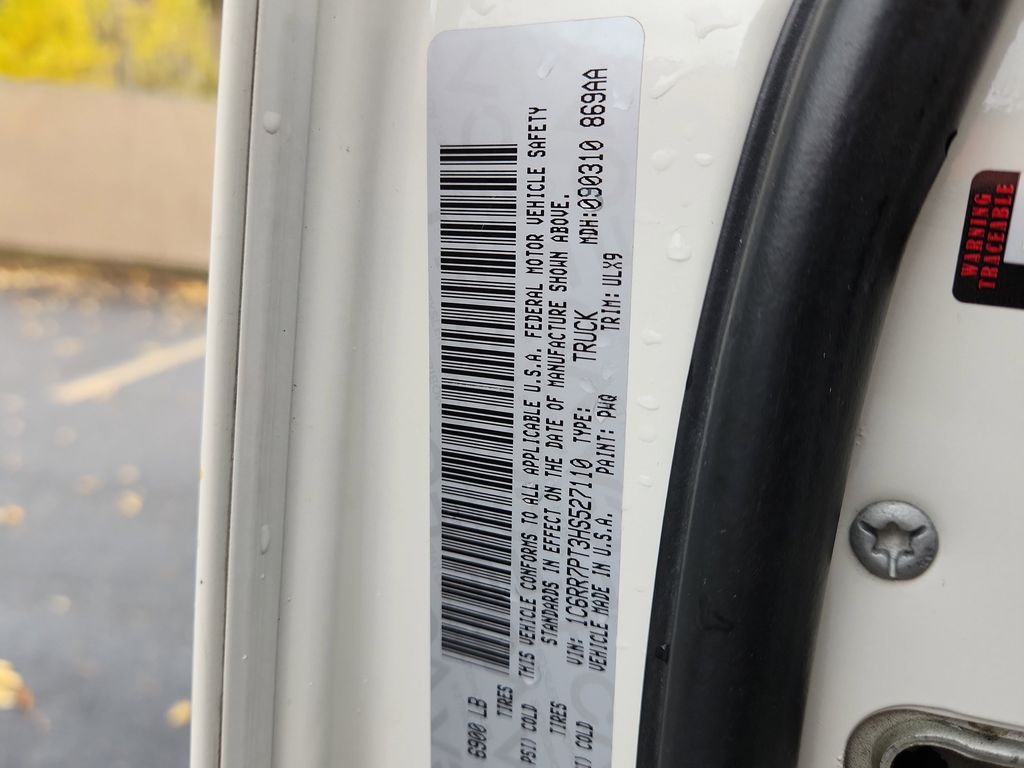 6900 LB
TIRES
PSI) COLD
THIS VEHICLE CONFORMS TO ALL APPLICABLE U.S.A. FEDERAL MOTOR VEHICLE SAFETY
STANDARDS IN EFFECT ON THE DATE OF MANUFACTURE SHOWN ABOVE.
TIRES
VIN: 1C6RR7PT3HS527110 TYPE: TRUCK MDH:090310 869AA
COLD
VEHICLE MADE IN U.S.A. PAINT: PWQ TRIM: ULX9
WARNING
TRACEABLE